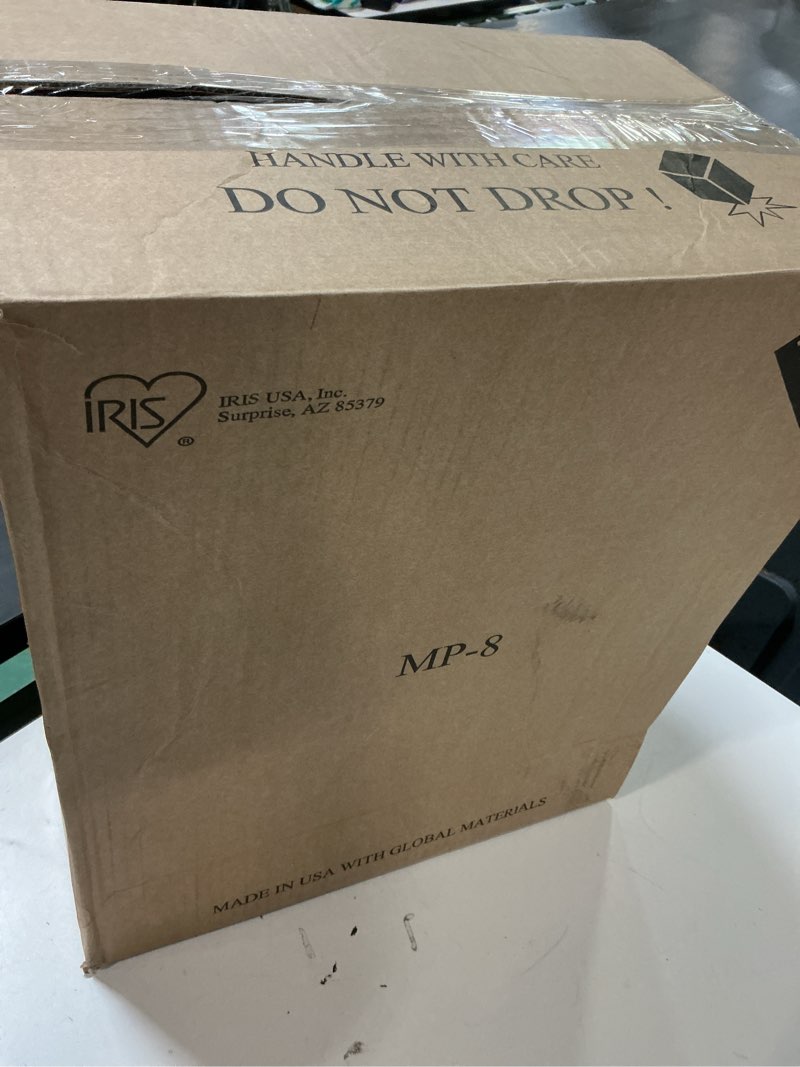 HANDLE WITH CARE
DO NOT DROP !
IRIS ®
IRIS USA, Inc.
Surprise, AZ 85379
MP-8
MADE IN USA WITH GLOBAL MATERIALS